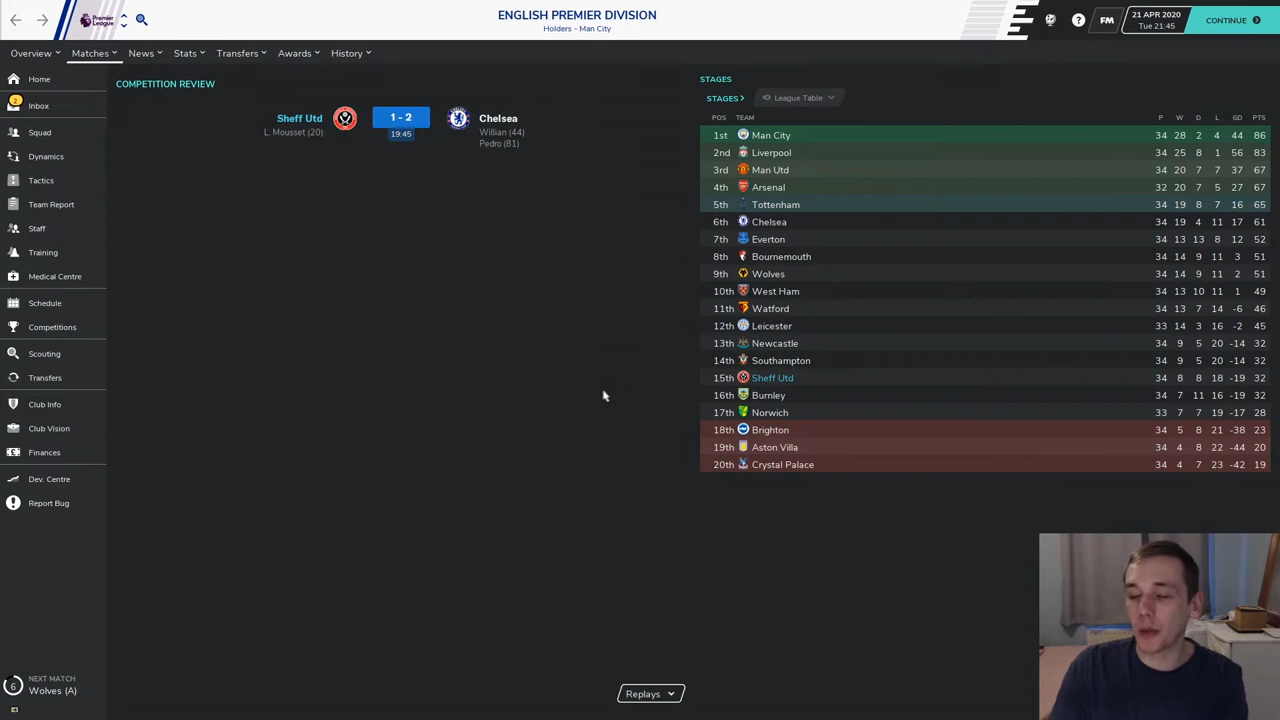 Premier League
ENGLISH PREMIER DIVISION
Holders - Man City
FM
21 APR 2020
Tue 21:45
CONTINUE
Overview Matches News Stats Transfers Awards History
Home
2
Inbox
Squad
Dynamics
Tactics
Team Report
Staff
Training
Medical Centre
Schedule
Competitions
Scouting
Transfers
Club Info
Club Vision
Finances
Dev. Centre
Report Bug
6
NEXT MATCH
Wolves (A)
COMPETITION REVIEW
Sheff Utd 1 - 2 Chelsea
L. Mousset (20) 19:45 Willian (44)
Pedro (81)
Replays
STAGES
STAGES League Table
POS TEAM P W D L GD PTS
1st Man City 34 28 2 4 44 86
2nd Liverpool 34 25 8 1 56 83
3rd Man Utd 34 20 7 7 37 67
4th Arsenal 32 20 7 5 27 67
5th Tottenham 34 19 8 7 16 65
6th Chelsea 34 19 4 11 17 61
7th Everton 34 13 13 8 12 52
8th Bournemouth 34 14 9 11 3 51
9th Wolves 34 14 9 11 2 51
10th West Ham 34 13 10 11 1 49
11th Watford 34 13 7 14 -6 46
12th Leicester 33 14 3 16 -2 45
13th Newcastle 34 9 5 20 -14 32
14th Southampton 34 9 5 20 -14 32
15th Sheff Utd 34 8 8 18 -19 32
16th Burnley 34 7 11 16 -19 32
17th Norwich 33 7 7 19 -17 28
18th Brighton 34 5 8 21 -38 23
19th Aston Villa 34 4 8 22 -44 20
20th Crystal Palace 34 4 7 23 -42 19